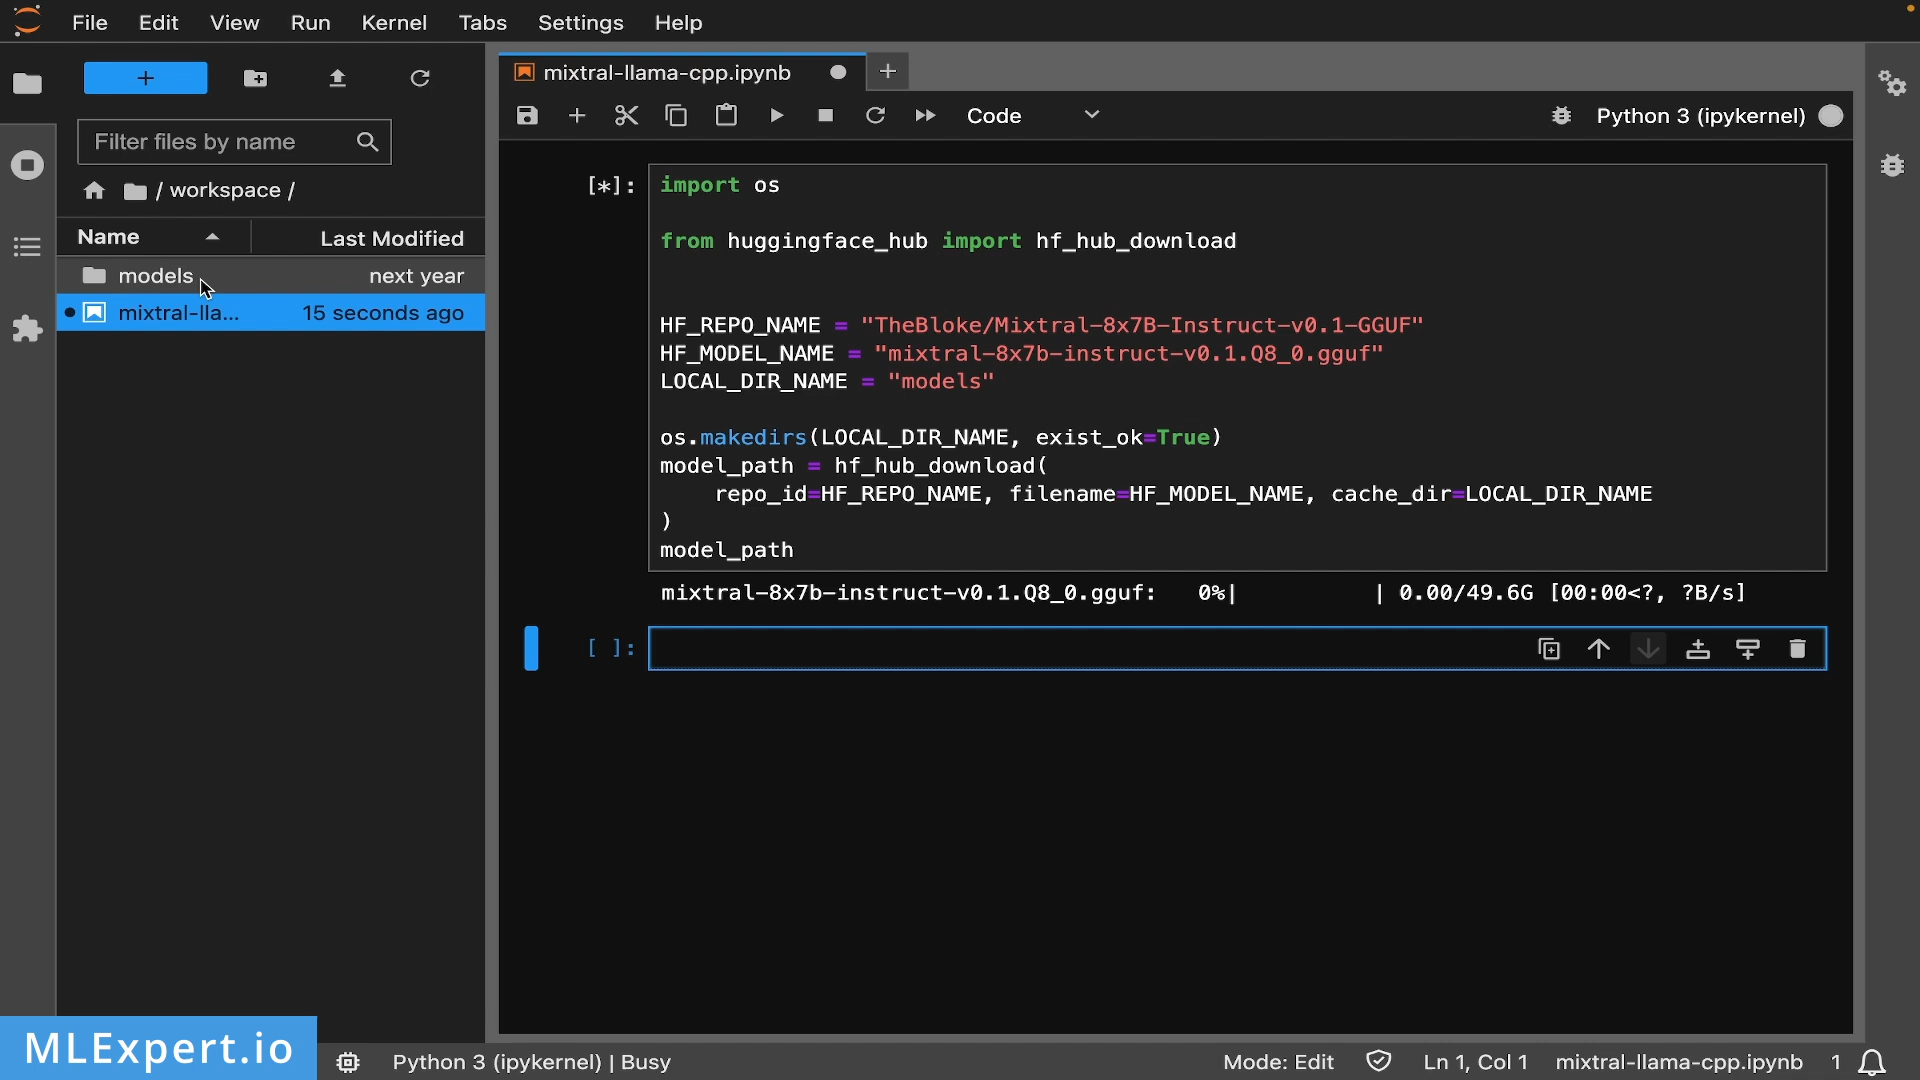 File Edit View Run Kernel Tabs Settings Help
+
Filter files by name
/ workspace /
Name Last Modified
models next year
mixtral-lla... 15 seconds ago
mixtral-llama-cpp.ipynb
Code
Python 3 (ipykernel)
[*]:
import os
from huggingface_hub import hf_hub_download
HF_REPO_NAME = "TheBloke/Mixtral-8x7B-Instruct-v0.1-GGUF"
HF_MODEL_NAME = "mixtral-8x7b-instruct-v0.1.Q8_0.gguf"
LOCAL_DIR_NAME = "models"
os.makedirs(LOCAL_DIR_NAME, exist_ok=True)
model_path = hf_hub_download(
    repo_id=HF_REPO_NAME, filename=HF_MODEL_NAME, cache_dir=LOCAL_DIR_NAME
)
model_path
mixtral-8x7b-instruct-v0.1.Q8_0.gguf:   0%|          | 0.00/49.6G [00:00<?, ?B/s]
[ ]:
MLExpert.io
Python 3 (ipykernel) | Busy
Mode: Edit
Ln 1, Col 1
mixtral-llama-cpp.ipynb
1